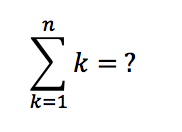 n
∑ k = ?
k=1